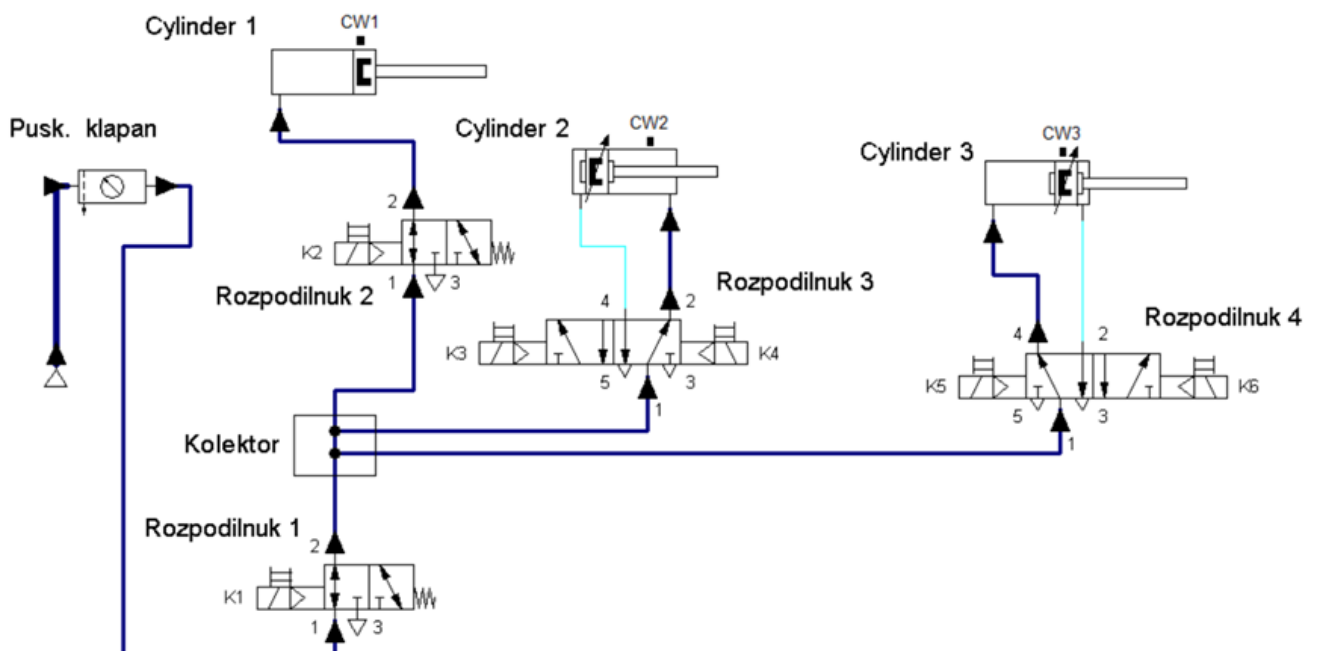 Cylinder 1
CW1
Pusk. klapan
Cylinder 2
CW2
Cylinder 3
CW3
2
K2
1
3
Rozpodilnuk 2
Rozpodilnuk 3
4
2
K3
K4
5
3
1
Rozpodilnuk 4
4
2
K5
K6
5
3
1
Kolektor
Rozpodilnuk 1
2
K1
1
3